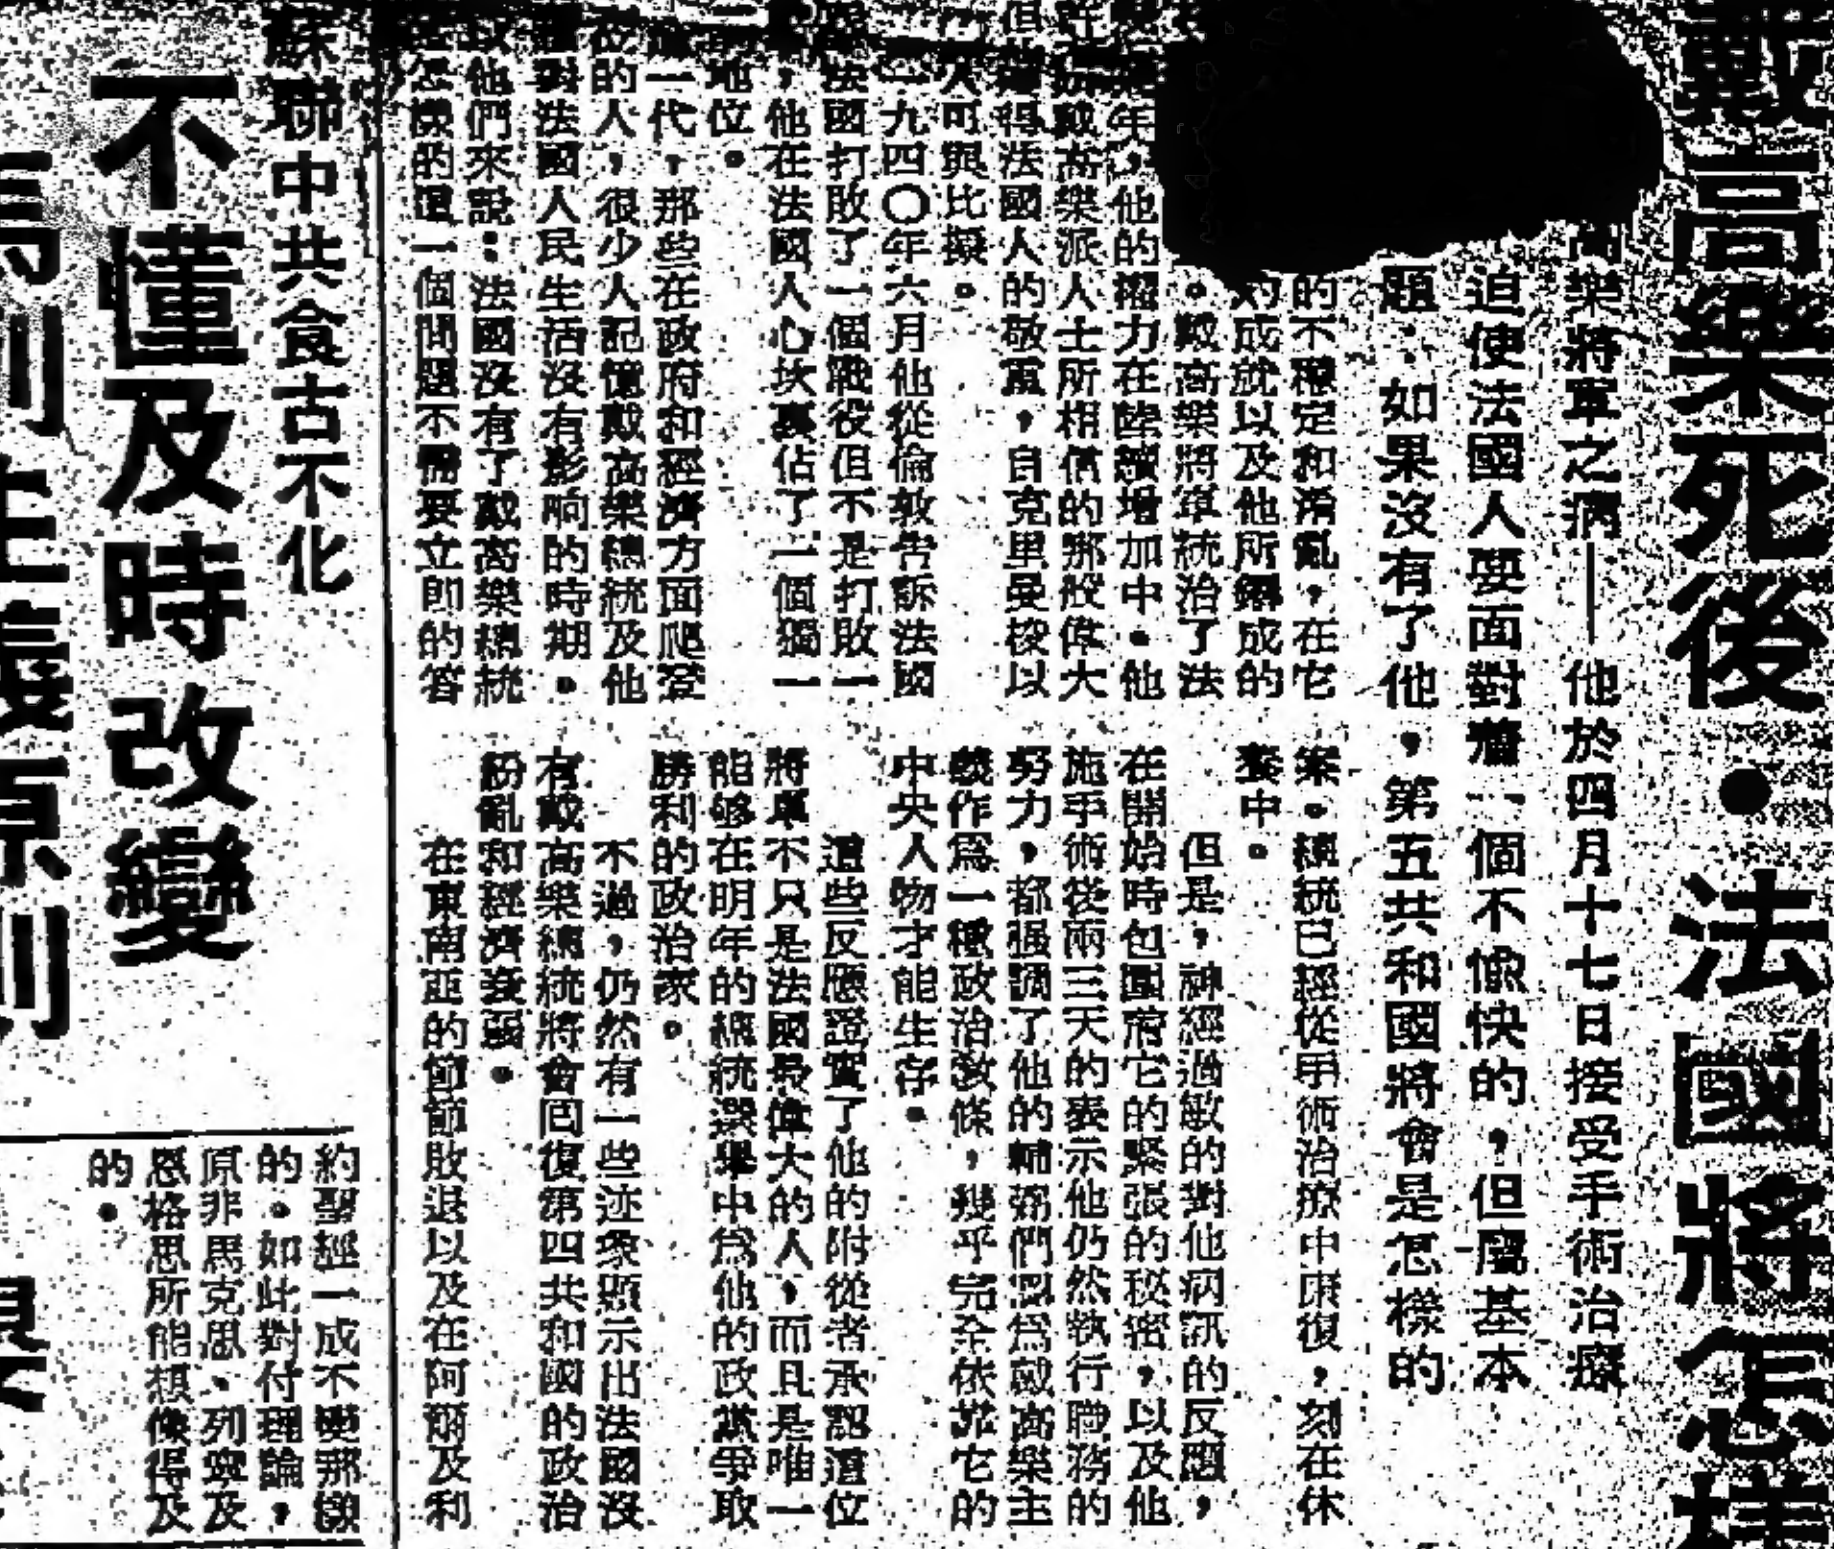 戴高樂死後•法國將怎樣
高樂將軍之病——他於四月十七日接受手術治療
迫使法國人要面對着一個不愉快的，但屬基本
題：如果沒有了他，第五共和國將會是怎樣的
的不穩定和淆亂，在它
的成就以及他所鑄成的
。戴高樂將軍統治了法
年，他的權力在陸續增加中。他
戴高樂派人士所相信的那般偉大
得法國人的敬重，自克里曼梭以
人可與比擬。
一九四〇年六月他從倫敦告訴法國
法國打敗了一個戰役但不是打敗一
，他在法國人心坎裏佔了一個獨一
地位。
一代，那些在政府和經濟方面爬登
的人，很少人記憶戴高樂總統及他
對法國人民生活沒有影响的時期。
他們來說：法國沒有了戴高樂總統
怎樣的這一個問題不需要立即的答
案。總統已經從手術治療中康復，刻在休
養中。
但是，神經過敏的對他病訊的反應，
在開始時包圍着它的緊張的秘密，以及他
施手術後兩三天的表示他仍然執行職務的
努力，都强調了他的輔弼們認爲戴高樂主
義作爲一種政治敎條，幾乎完全依靠它的
中央人物才能生存。
這些反應證實了他的附從者承認這位
將軍不只是法國最偉大的人，而且是唯一
能够在明年的總統選舉中爲他的政黨爭取
勝利的政治家。
不過，仍然有一些迹象顯示出法國沒
有戴高樂總統將會囘復第四共和國的政治
紛亂和經濟衰弱。
在東南亞的節節敗退以及在阿爾及利
蘇聯中共食古不化
不懂及時改變
馬列主義原則
約聖經一成不變那樣
的。如此對付理論，
原非馬克思、列寧及
恩格思所能想像得及
的。